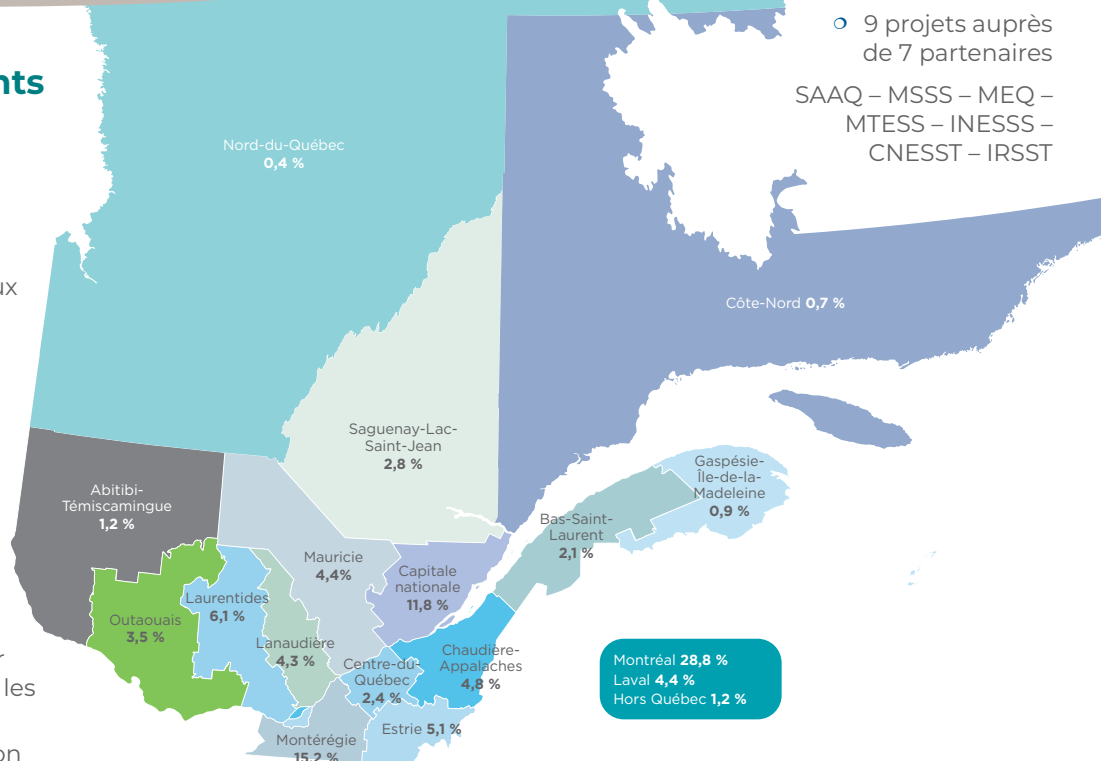 nts
ux
r
les
on
9 projets auprès
de 7 partenaires
SAAQ – MSSS – MEQ –
MTESS – INESSS –
CNESST – IRSST
Nord-du-Québec
0,4 %
Côte-Nord 0,7 %
Saguenay-Lac-
Saint-Jean
2,8 %
Abitibi-
Témiscamingue
1,2 %
Gaspésie-
Île-de-la-
Madeleine
0,9 %
Bas-Saint-
Laurent
2,1 %
Mauricie
4,4%
Capitale
nationale
11,8 %
Laurentides
6,1 %
Outaouais
3,5 %
Lanaudière
4,3 %
Centre-du-
Québec
2,4 %
Chaudière-
Appalaches
4,8 %
Estrie 5,1 %
Montérégie
15,2 %
Montréal 28,8 %
Laval 4,4 %
Hors Québec 1,2 %